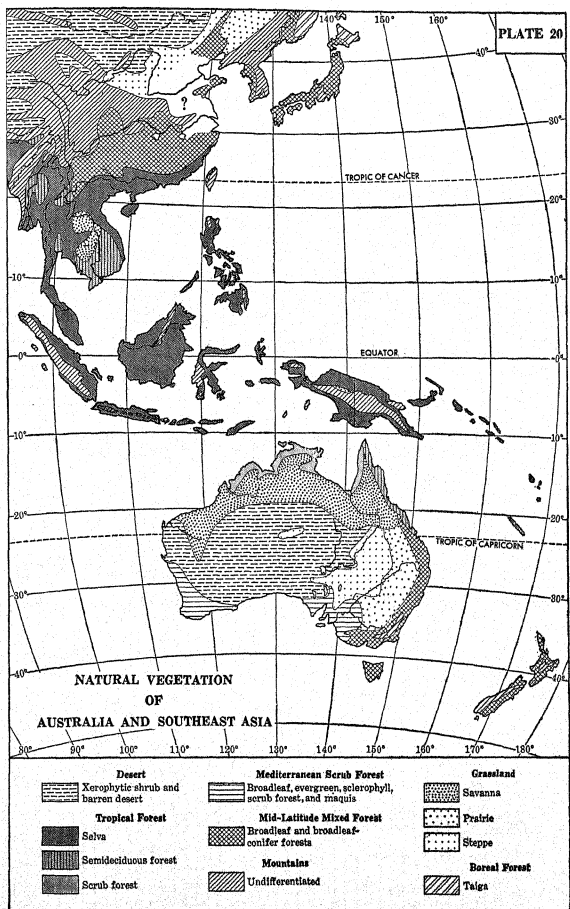 PLATE 20
140° 150° 160°
40°
?
30°
TROPIC OF CANCER
20°
10° 10°
EQUATOR
0° 0°
10° 10°
20° 20°
TROPIC OF CAPRICORN
30° 30°
40° 40°
NATURAL VEGETATION
OF
AUSTRALIA AND SOUTHEAST ASIA
80° 90° 100° 110° 120° 130° 140° 150° 160° 170° 180°
Desert
Xerophytic shrub and
barren desert
Tropical Forest
Selva
Semideciduous forest
Scrub forest
Mediterranean Scrub Forest
Broadleaf, evergreen, sclerophyll,
scrub forest, and maquis
Mid-Latitude Mixed Forest
Broadleaf and broadleaf-
conifer forests
Mountains
Undifferentiated
Grassland
Savanna
Prairie
Steppe
Boreal Forest
Taiga